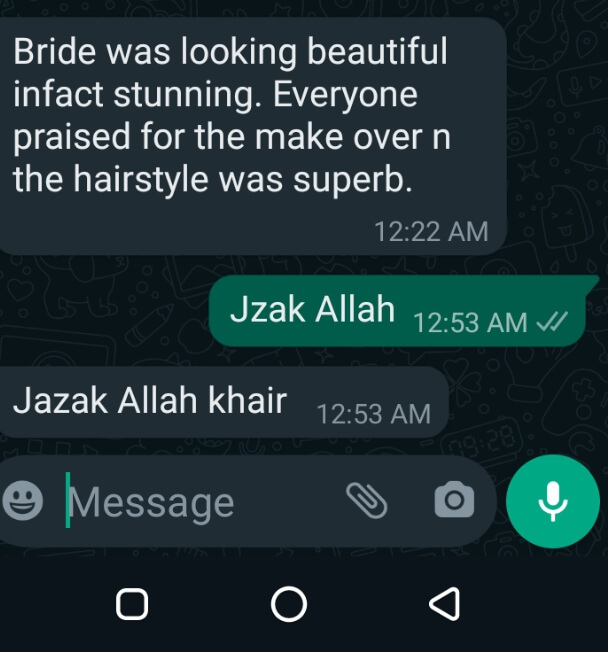 Bride was looking beautiful
infact stunning. Everyone
praised for the make over n
the hairstyle was superb.
12:22 AM
Jzak Allah 12:53 AM
Jazak Allah khair 12:53 AM
Message